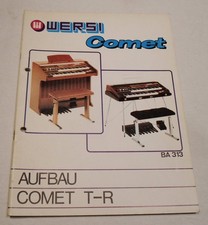 WERSI
Comet
BA 313
AUFBAU
COMET T-R